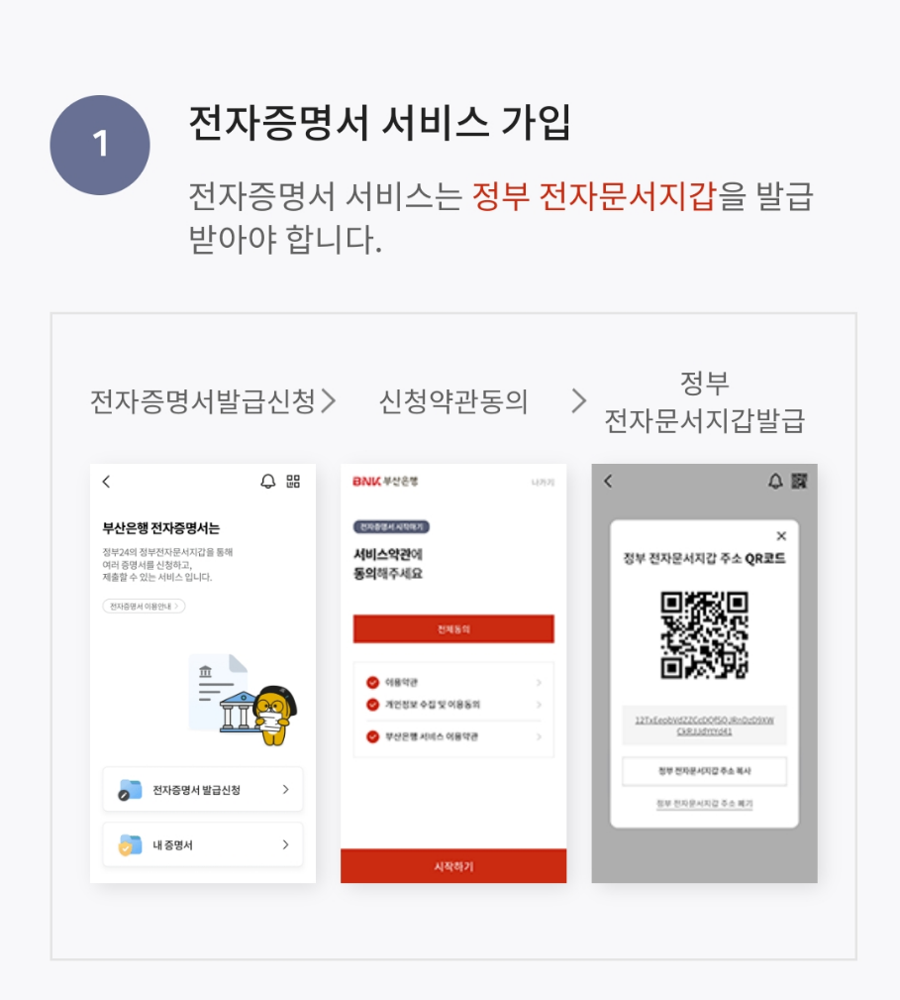 1
전자증명서 서비스 가입
전자증명서 서비스는 정부 전자문서지갑을 발급
받아야 합니다.
전자증명서발급신청
신청약관동의
정부
전자문서지갑발급
부산은행 전자증명서는
정부24의 정부전자문서지갑을 통해
여러 증명서를 신청하고,
제출할 수 있는 서비스 입니다.
전자증명서 이용안내
전자증명서 발급신청
내 증명서
BNK 부산은행
나가기
전자증명서 시작하기
서비스약관에
동의해주세요
전체동의
이용약관
개인정보 수집 및 이용동의
부산은행 서비스 이용약관
시작하기
정부 전자문서지갑 주소 QR코드
정부 전자문서지갑 주소 복사
정부 전자문서지갑 주소 폐기